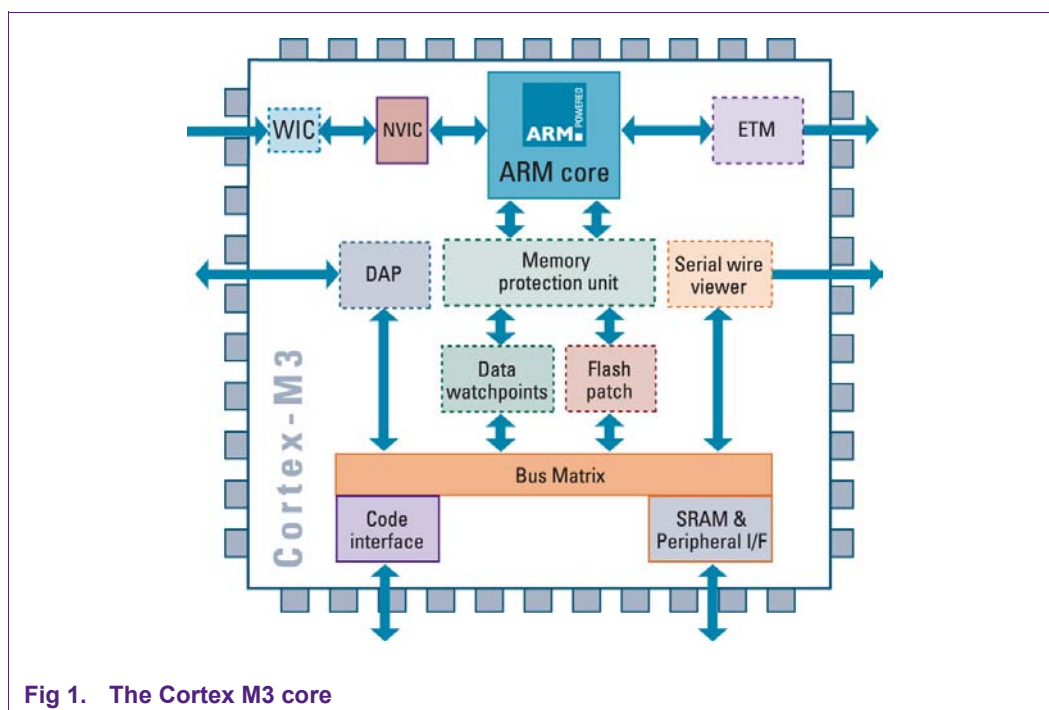 WIC
NVIC
ARM
POWERED
ARM core
ETM
DAP
Memory
protection unit
Serial wire
viewer
Data
watchpoints
Flash
patch
Cortex-M3
Bus Matrix
Code
interface
SRAM &
Peripheral I/F
Fig 1. The Cortex M3 core